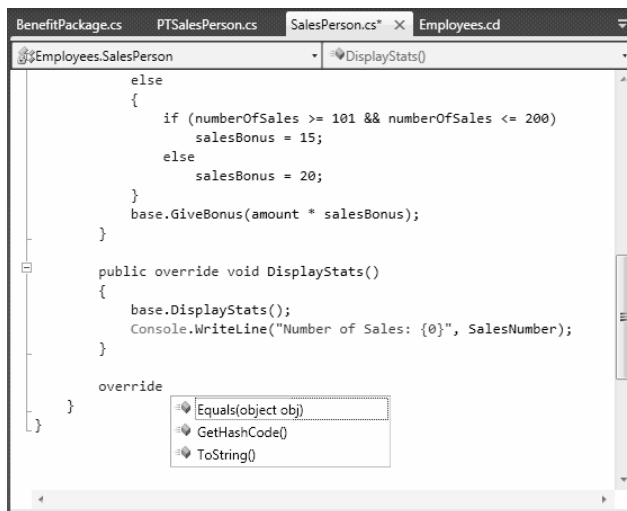 BenefitPackage.cs PTSalesPerson.cs SalesPerson.cs* × Employees.cd
Employees.SalesPerson DisplayStats()
else
{
if (numberOfSales >= 101 && numberOfSales <= 200)
salesBonus = 15;
else
salesBonus = 20;
}
base.GiveBonus(amount * salesBonus);
}
public override void DisplayStats()
{
base.DisplayStats();
Console.WriteLine("Number of Sales: {0}", SalesNumber);
}
override
}
Equals(object obj)
}
GetHashCode()
ToString()